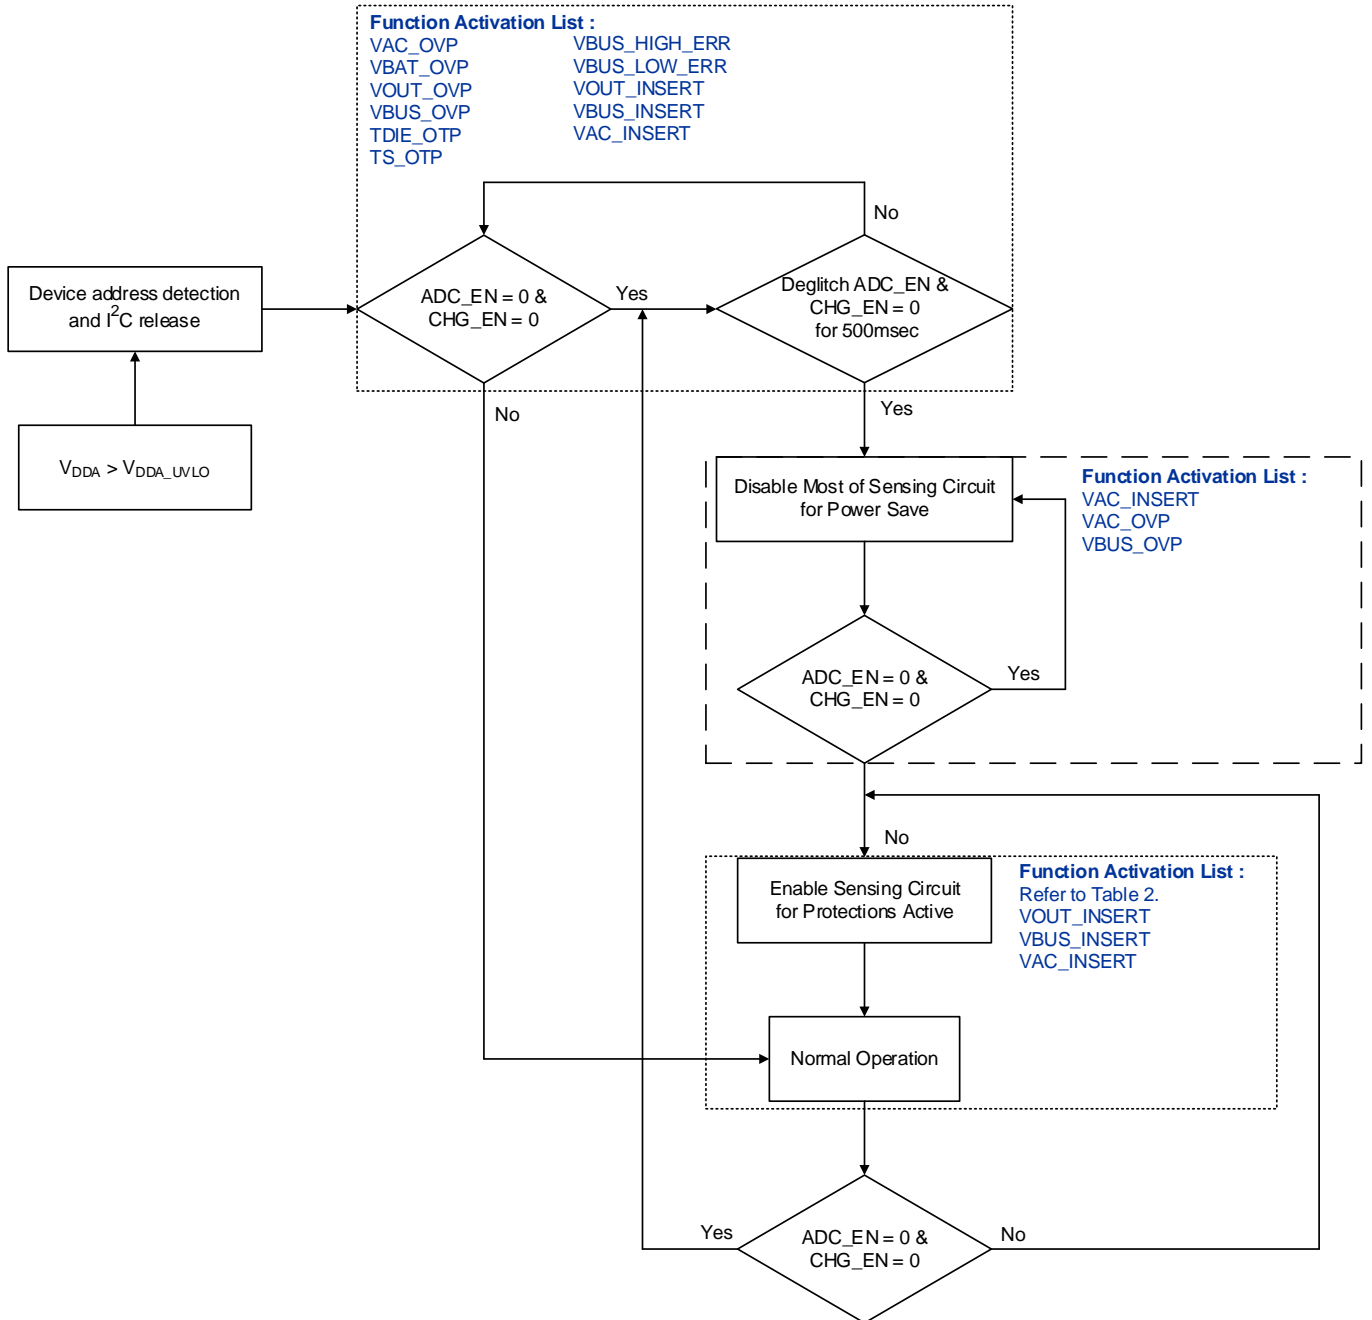 Function Activation List :
VAC_OVP
VBAT_OVP
VOUT_OVP
VBUS_OVP
TDIE_OTP
TS_OTP
VBUS_HIGH_ERR
VBUS_LOW_ERR
VOUT_INSERT
VBUS_INSERT
VAC_INSERT
No
Device address detection
and I²C release
ADC_EN = 0 &
CHG_EN = 0
Yes
Deglitch ADC_EN &
CHG_EN = 0
for 500msec
No
Yes
V_DDA > V_DDA_UVLO
Disable Most of Sensing Circuit
for Power Save
Function Activation List :
VAC_INSERT
VAC_OVP
VBUS_OVP
ADC_EN = 0 &
CHG_EN = 0
Yes
No
Enable Sensing Circuit
for Protections Active
Function Activation List :
Refer to Table 2.
VOUT_INSERT
VBUS_INSERT
VAC_INSERT
Normal Operation
Yes
ADC_EN = 0 &
CHG_EN = 0
No